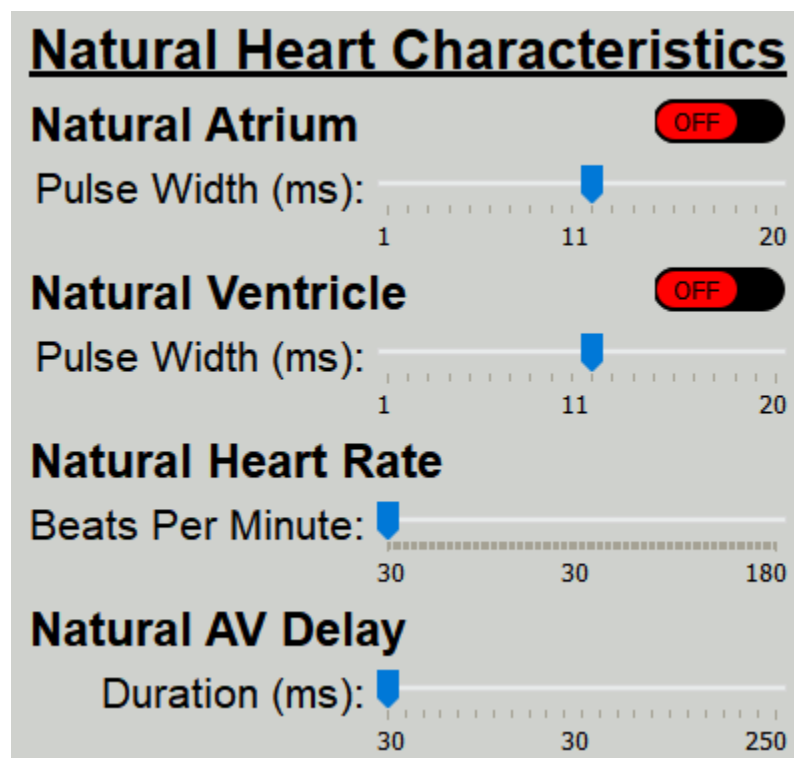 Natural Heart Characteristics
Natural Atrium OFF
Pulse Width (ms):
1 11 20
Natural Ventricle OFF
Pulse Width (ms):
1 11 20
Natural Heart Rate
Beats Per Minute:
30 30 180
Natural AV Delay
Duration (ms):
30 30 250